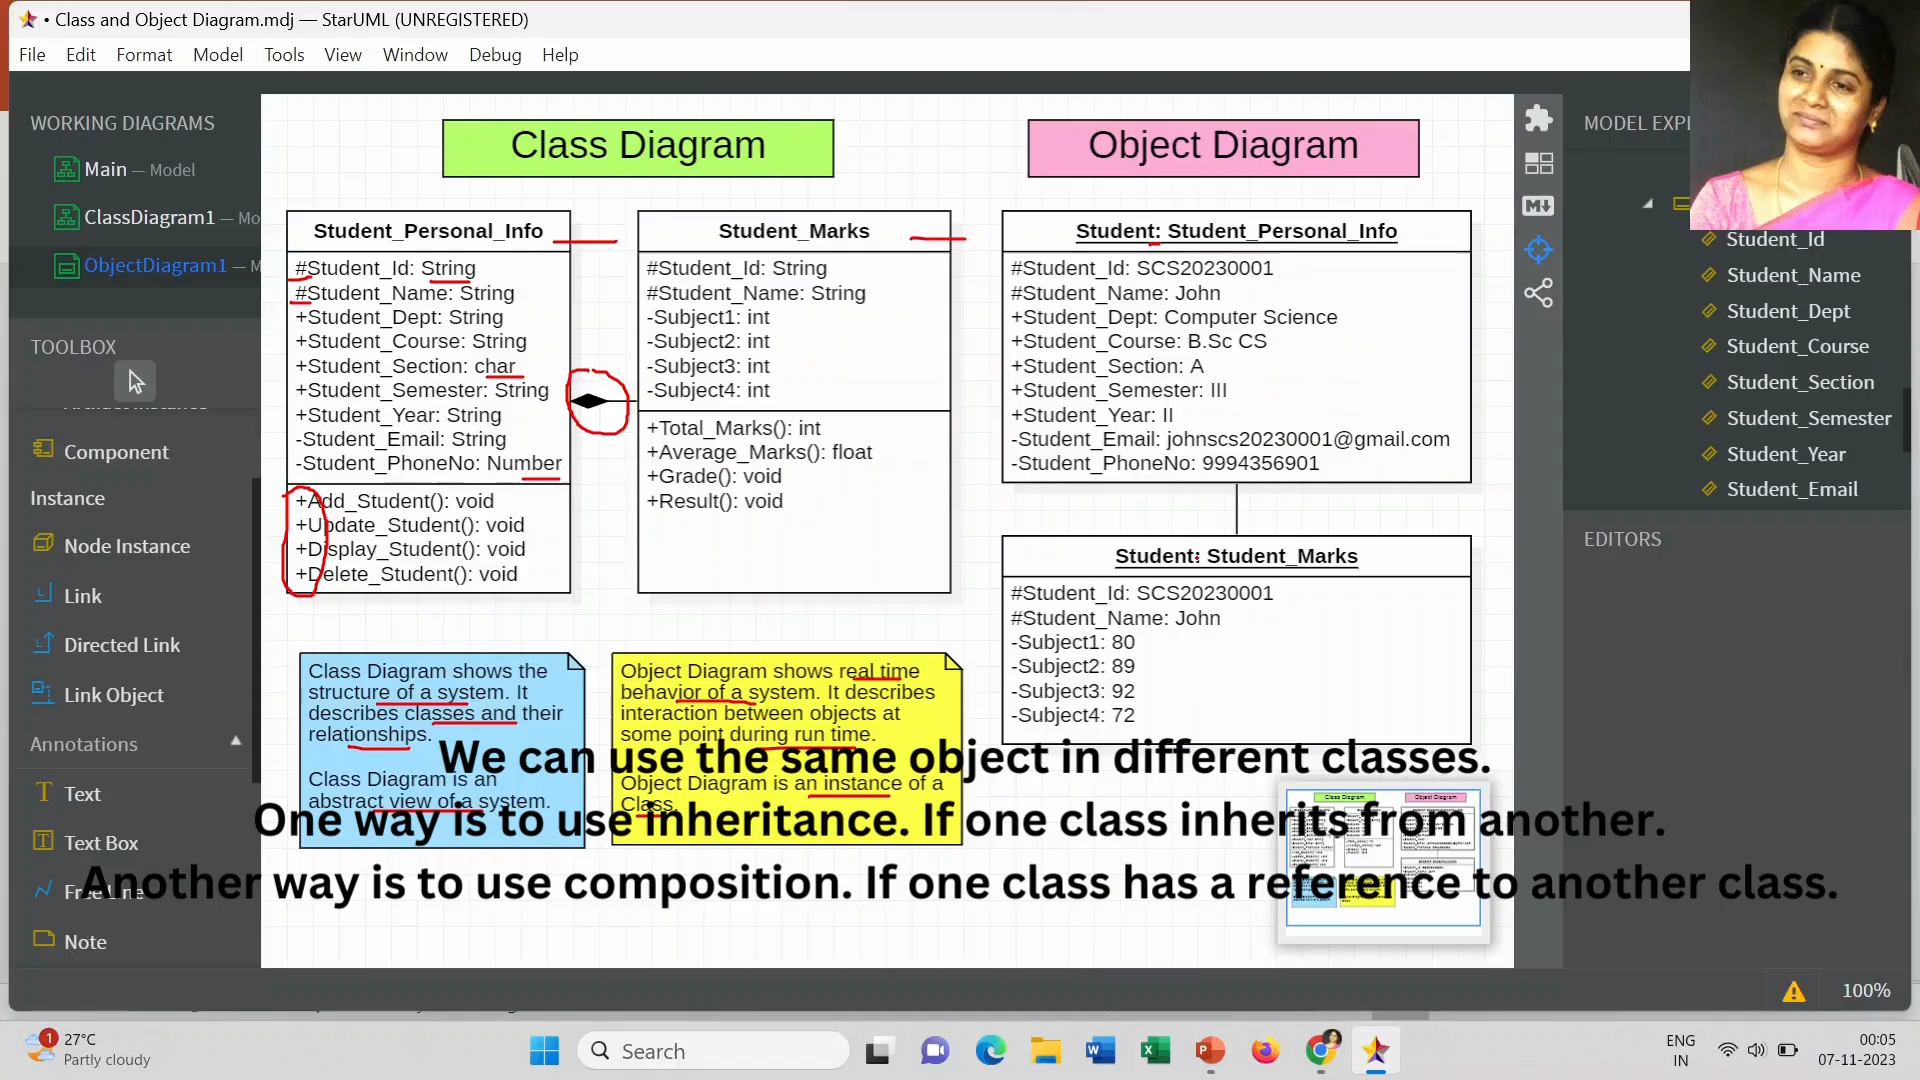 • Class and Object Diagram.mdj — StarUML (UNREGISTERED)
File Edit Format Model Tools View Window Debug Help
WORKING DIAGRAMS
Main — Model
ClassDiagram1 — Mo
ObjectDiagram1 — M
TOOLBOX
Component
Instance
Node Instance
Link
Directed Link
Link Object
Annotations
Text
Text Box
Free Line
Note
Class Diagram
Student_Personal_Info
#Student_Id: String
#Student_Name: String
+Student_Dept: String
+Student_Course: String
+Student_Section: char
+Student_Semester: String
+Student_Year: String
-Student_Email: String
-Student_PhoneNo: Number
+Add_Student(): void
+Update_Student(): void
+Display_Student(): void
+Delete_Student(): void
Student_Marks
#Student_Id: String
#Student_Name: String
-Subject1: int
-Subject2: int
-Subject3: int
-Subject4: int
+Total_Marks(): int
+Average_Marks(): float
+Grade(): void
+Result(): void
Object Diagram
Student: Student_Personal_Info
#Student_Id: SCS20230001
#Student_Name: John
+Student_Dept: Computer Science
+Student_Course: B.Sc CS
+Student_Section: A
+Student_Semester: III
+Student_Year: II
-Student_Email: johnscs20230001@gmail.com
-Student_PhoneNo: 9994356901
Student: Student_Marks
#Student_Id: SCS20230001
#Student_Name: John
-Subject1: 80
-Subject2: 89
-Subject3: 92
-Subject4: 72
Class Diagram shows the
structure of a system. It
describes classes and their
relationships.
Class Diagram is an
abstract view of a system.
Object Diagram shows real time
behavior of a system. It describes
interaction between objects at
some point during run time.
Object Diagram is an instance of a
Class.
We can use the same object in different classes.
One way is to use inheritance. If one class inherits from another.
Another way is to use composition. If one class has a reference to another class.
Class Diagram
Object Diagram
M↓
MODEL EXPL
Student_Id
Student_Name
Student_Dept
Student_Course
Student_Section
Student_Semester
Student_Year
Student_Email
EDITORS
100%
1
27°C
Partly cloudy
Search
ENG
IN
00:05
07-11-2023